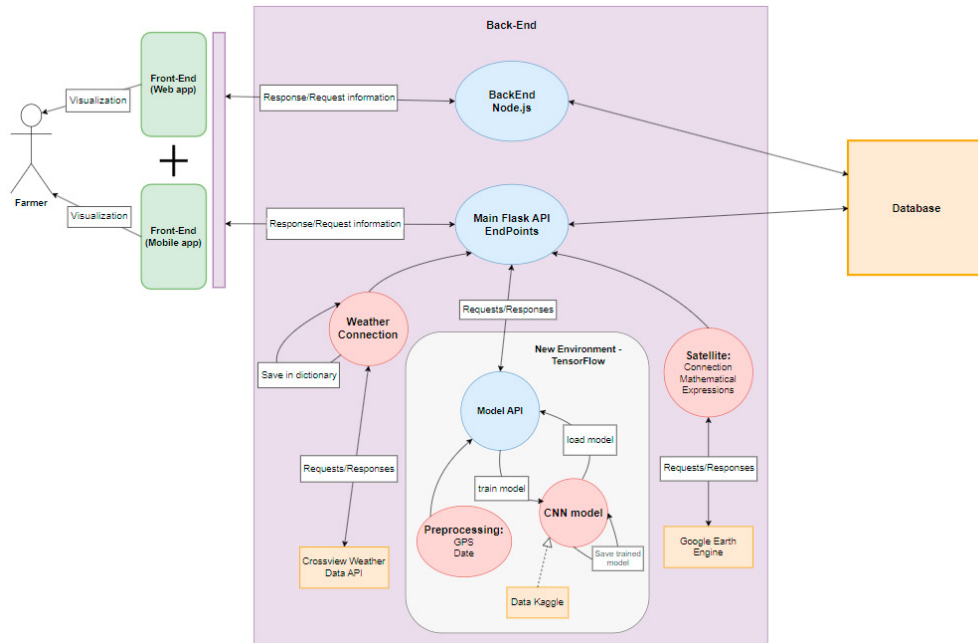 Back-End
Front-End
(Web app)
Visualization
Response/Request information
BackEnd
Node.js
Farmer
Visualization
Front-End
(Mobile app)
Response/Request information
Main Flask API
EndPoints
Database
Requests/Responses
Weather
Connection
Save in dictionary
New Environment -
TensorFlow
Satellite:
Connection
Mathematical
Expressions
Model API
load model
Requests/Responses
train model
Requests/Responses
CNN model
Preprocessing:
GPS
Date
Save trained
model
Crossview Weather
Data API
Data Kaggle
Google Earth
Engine